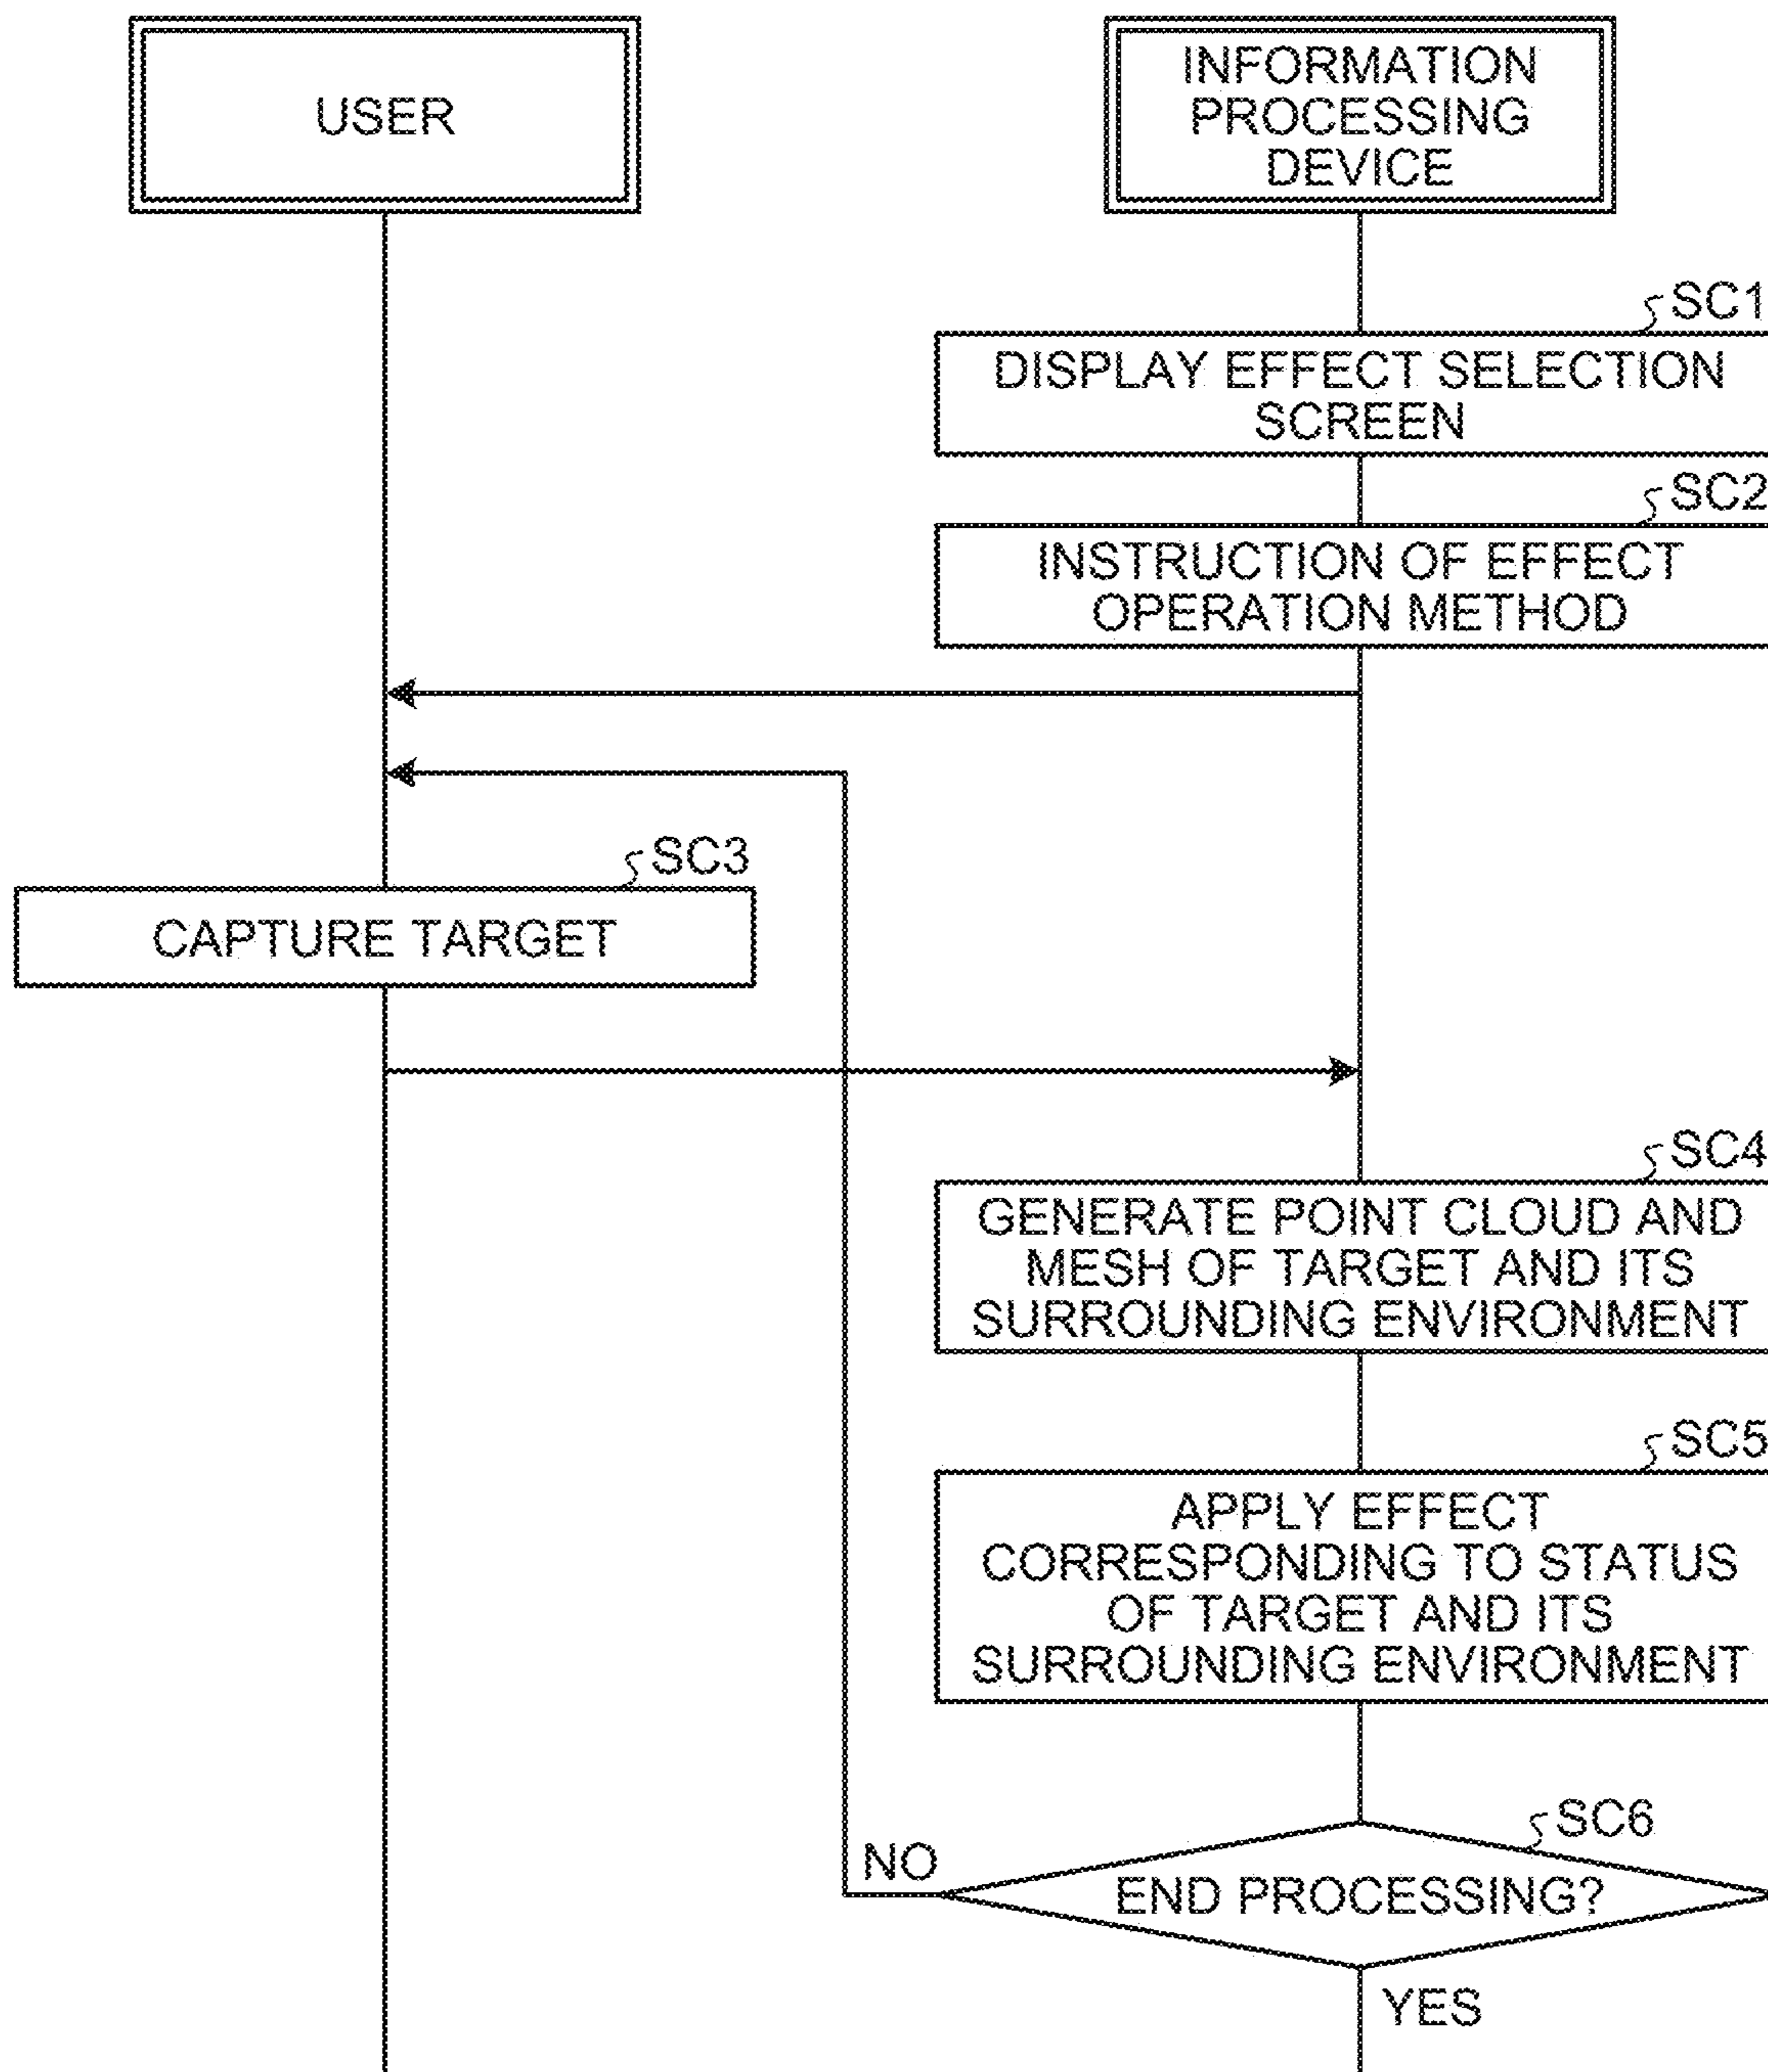 USER
INFORMATION
PROCESSING
DEVICE
SC1
DISPLAY EFFECT SELECTION
SCREEN
SC2
INSTRUCTION OF EFFECT
OPERATION METHOD
SC3
CAPTURE TARGET
SC4
GENERATE POINT CLOUD AND
MESH OF TARGET AND ITS
SURROUNDING ENVIRONMENT
SC5
APPLY EFFECT
CORRESPONDING TO STATUS
OF TARGET AND ITS
SURROUNDING ENVIRONMENT
SC6
NO
END PROCESSING?
YES